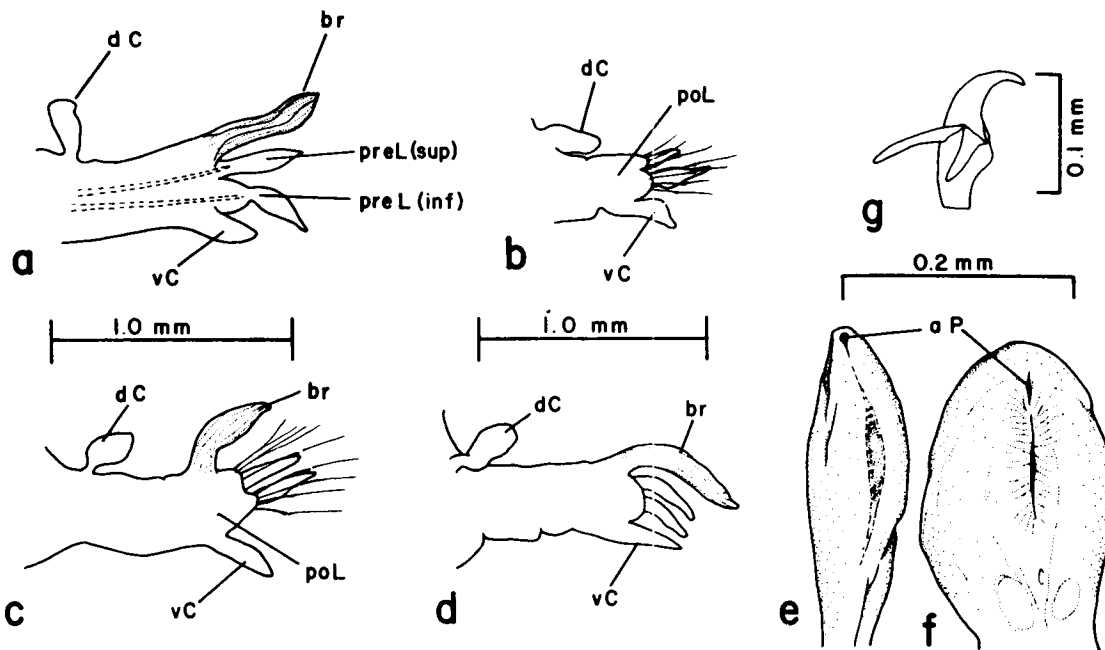 dC
br
preL(sup)
preL(inf)
vC
a
dC
poL
vC
b
g
0.1 mm
1.0 mm
dC
br
poL
vC
c
1.0 mm
dC
br
vC
d
0.2 mm
aP
e
f